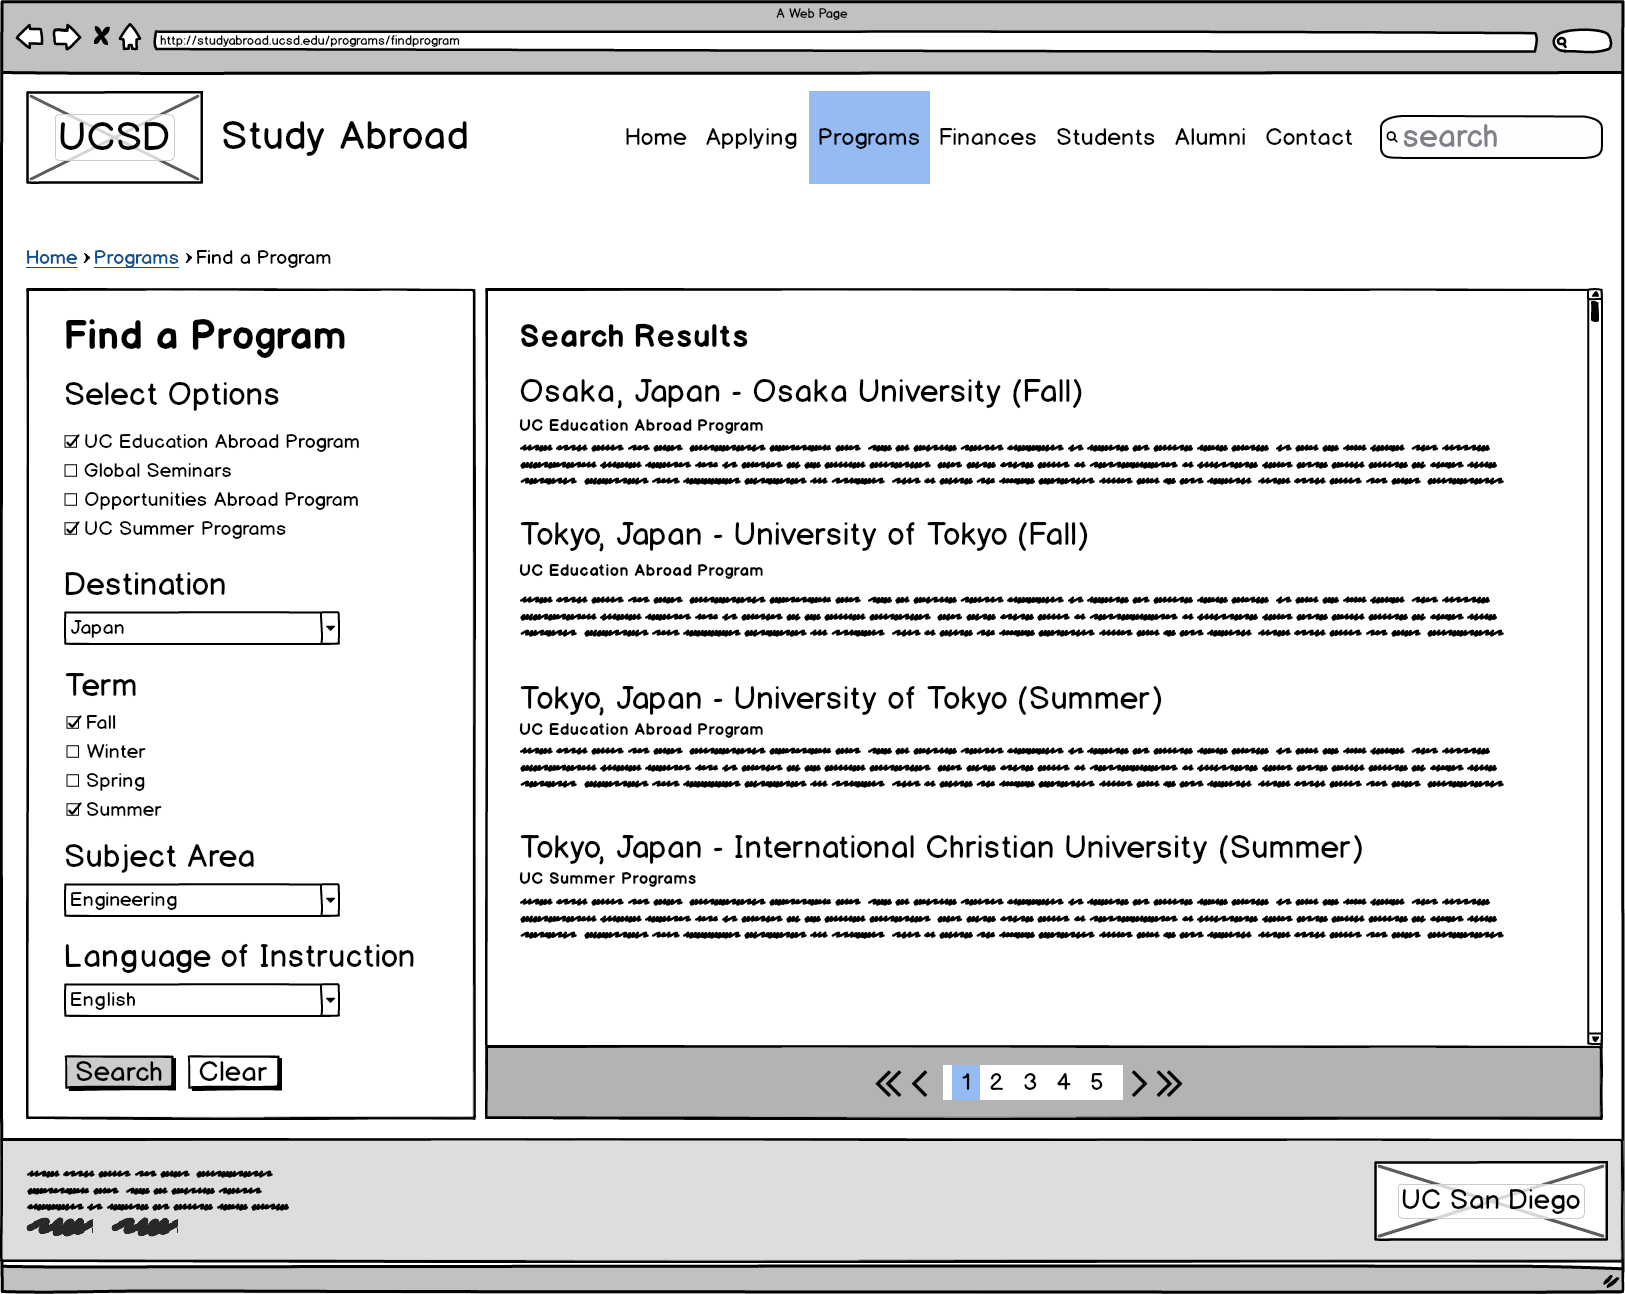 A Web Page
http://studyabroad.ucsd.edu/programs/findprogram
UCSD
Study Abroad
Home Applying Programs Finances Students Alumni Contact
search
Home › Programs › Find a Program
Find a Program
Select Options
UC Education Abroad Program
Global Seminars
Opportunities Abroad Program
UC Summer Programs
Destination
Japan
Term
Fall
Winter
Spring
Summer
Subject Area
Engineering
Language of Instruction
English
Search Clear
Search Results
Osaka, Japan - Osaka University (Fall)
UC Education Abroad Program
Tokyo, Japan - University of Tokyo (Fall)
UC Education Abroad Program
Tokyo, Japan - University of Tokyo (Summer)
UC Education Abroad Program
Tokyo, Japan - International Christian University (Summer)
UC Summer Programs
1 2 3 4 5
UC San Diego